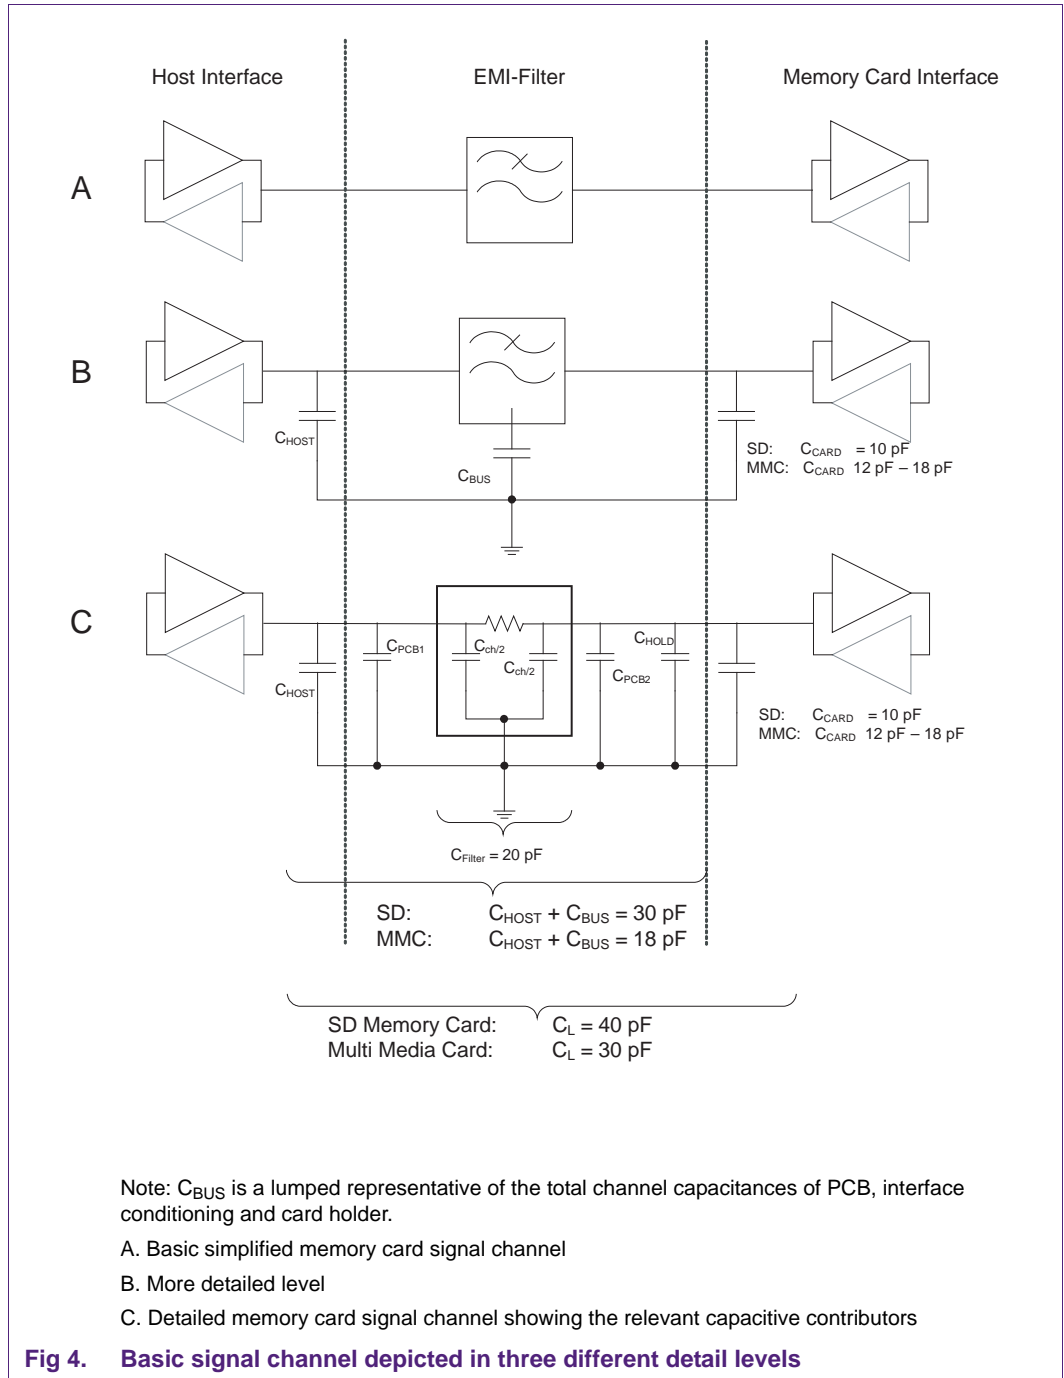 Host Interface EMI-Filter Memory Card Interface
A
B
CHOST
CBUS
SD: CCARD = 10 pF
MMC: CCARD 12 pF – 18 pF
C
CHOST
CPCB1
Cch/2
Cch/2
CPCB2
CHOLD
SD: CCARD = 10 pF
MMC: CCARD 12 pF – 18 pF
CFilter = 20 pF
SD: CHOST + CBUS = 30 pF
MMC: CHOST + CBUS = 18 pF
SD Memory Card: CL = 40 pF
Multi Media Card: CL = 30 pF
Note: CBUS is a lumped representative of the total channel capacitances of PCB, interface
conditioning and card holder.
A. Basic simplified memory card signal channel
B. More detailed level
C. Detailed memory card signal channel showing the relevant capacitive contributors
Fig 4. Basic signal channel depicted in three different detail levels